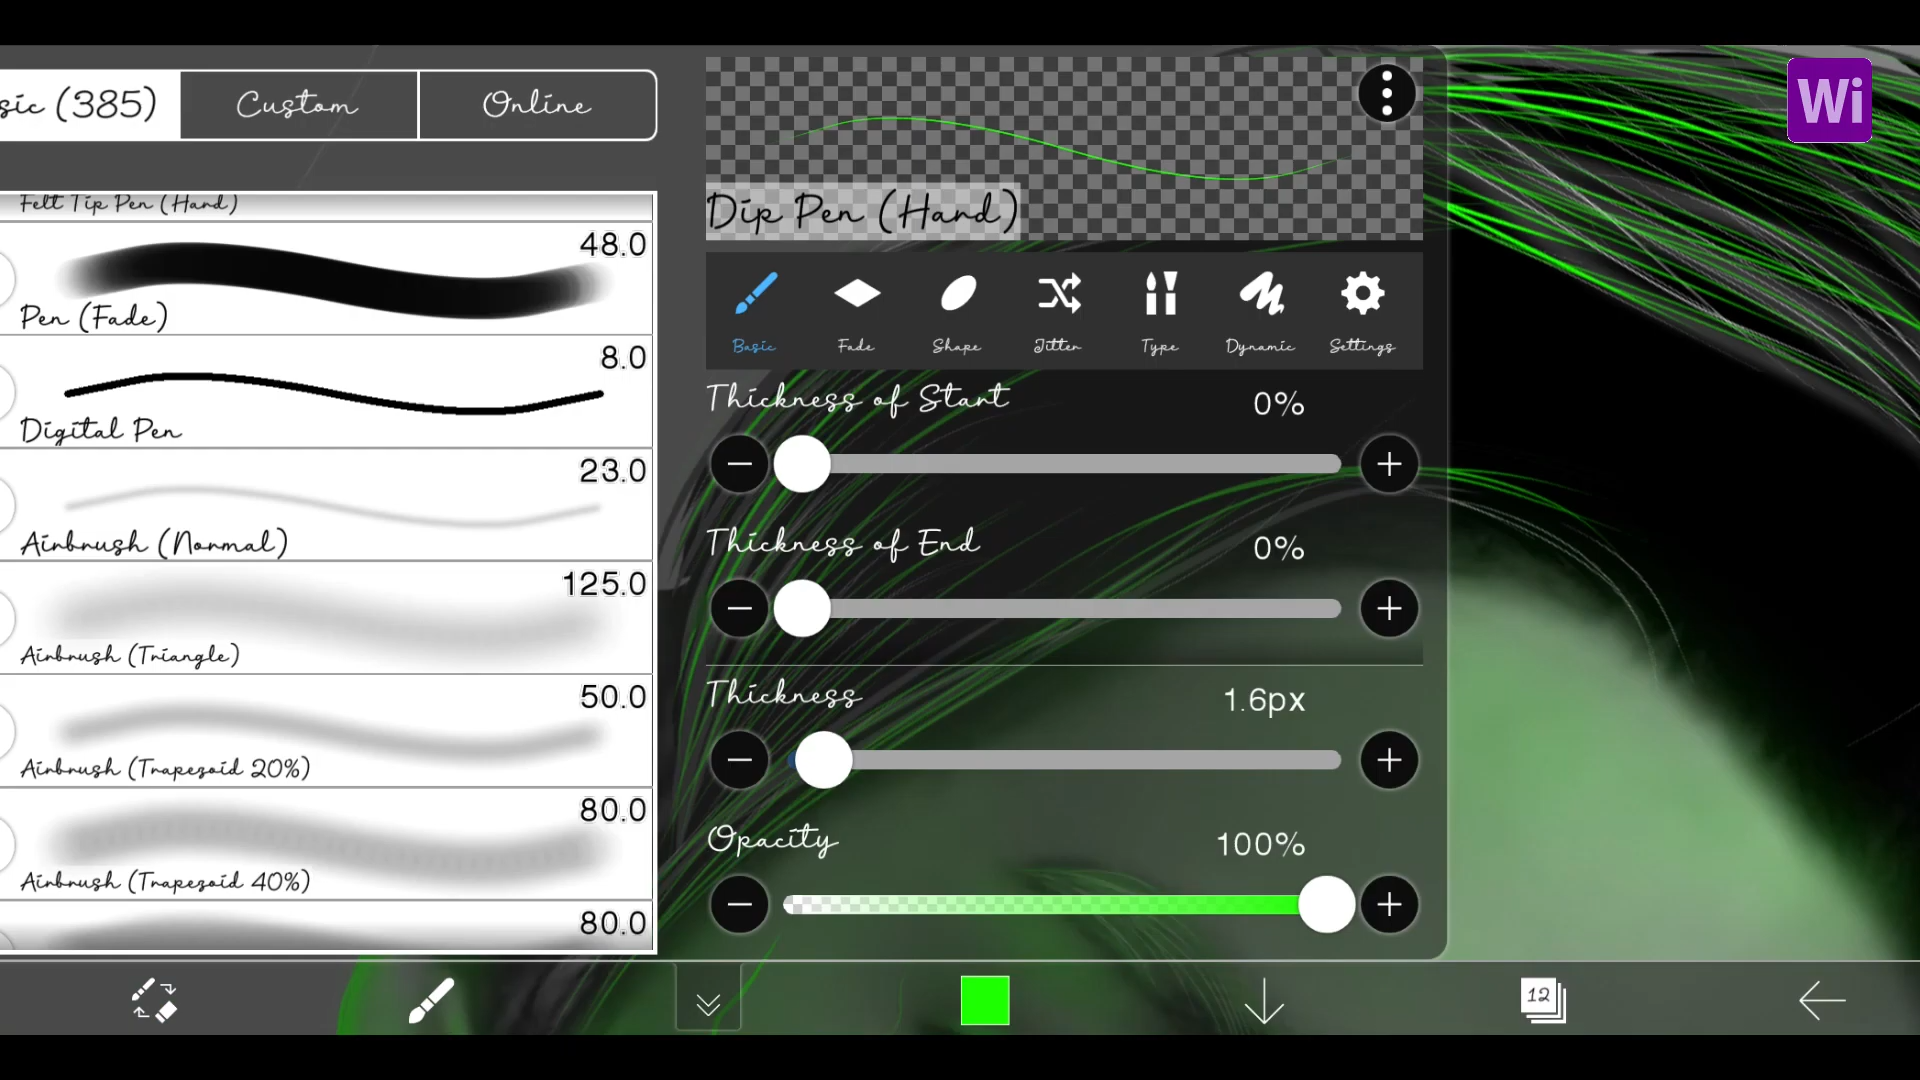 sic (385)
Custom
Online
Felt Tip Pen (Hand)
48.0
Pen (Fade)
8.0
Digital Pen
23.0
Airbrush (Normal)
125.0
Airbrush (Triangle)
50.0
Airbrush (Trapezoid 20%)
80.0
Airbrush (Trapezoid 40%)
80.0
Dip Pen (Hand)
Basic
Fade
Shape
Jitter
Type
Dynamic
Settings
Thickness of Start
0%
Thickness of End
0%
Thickness
1.6px
Opacity
100%
12
Wi